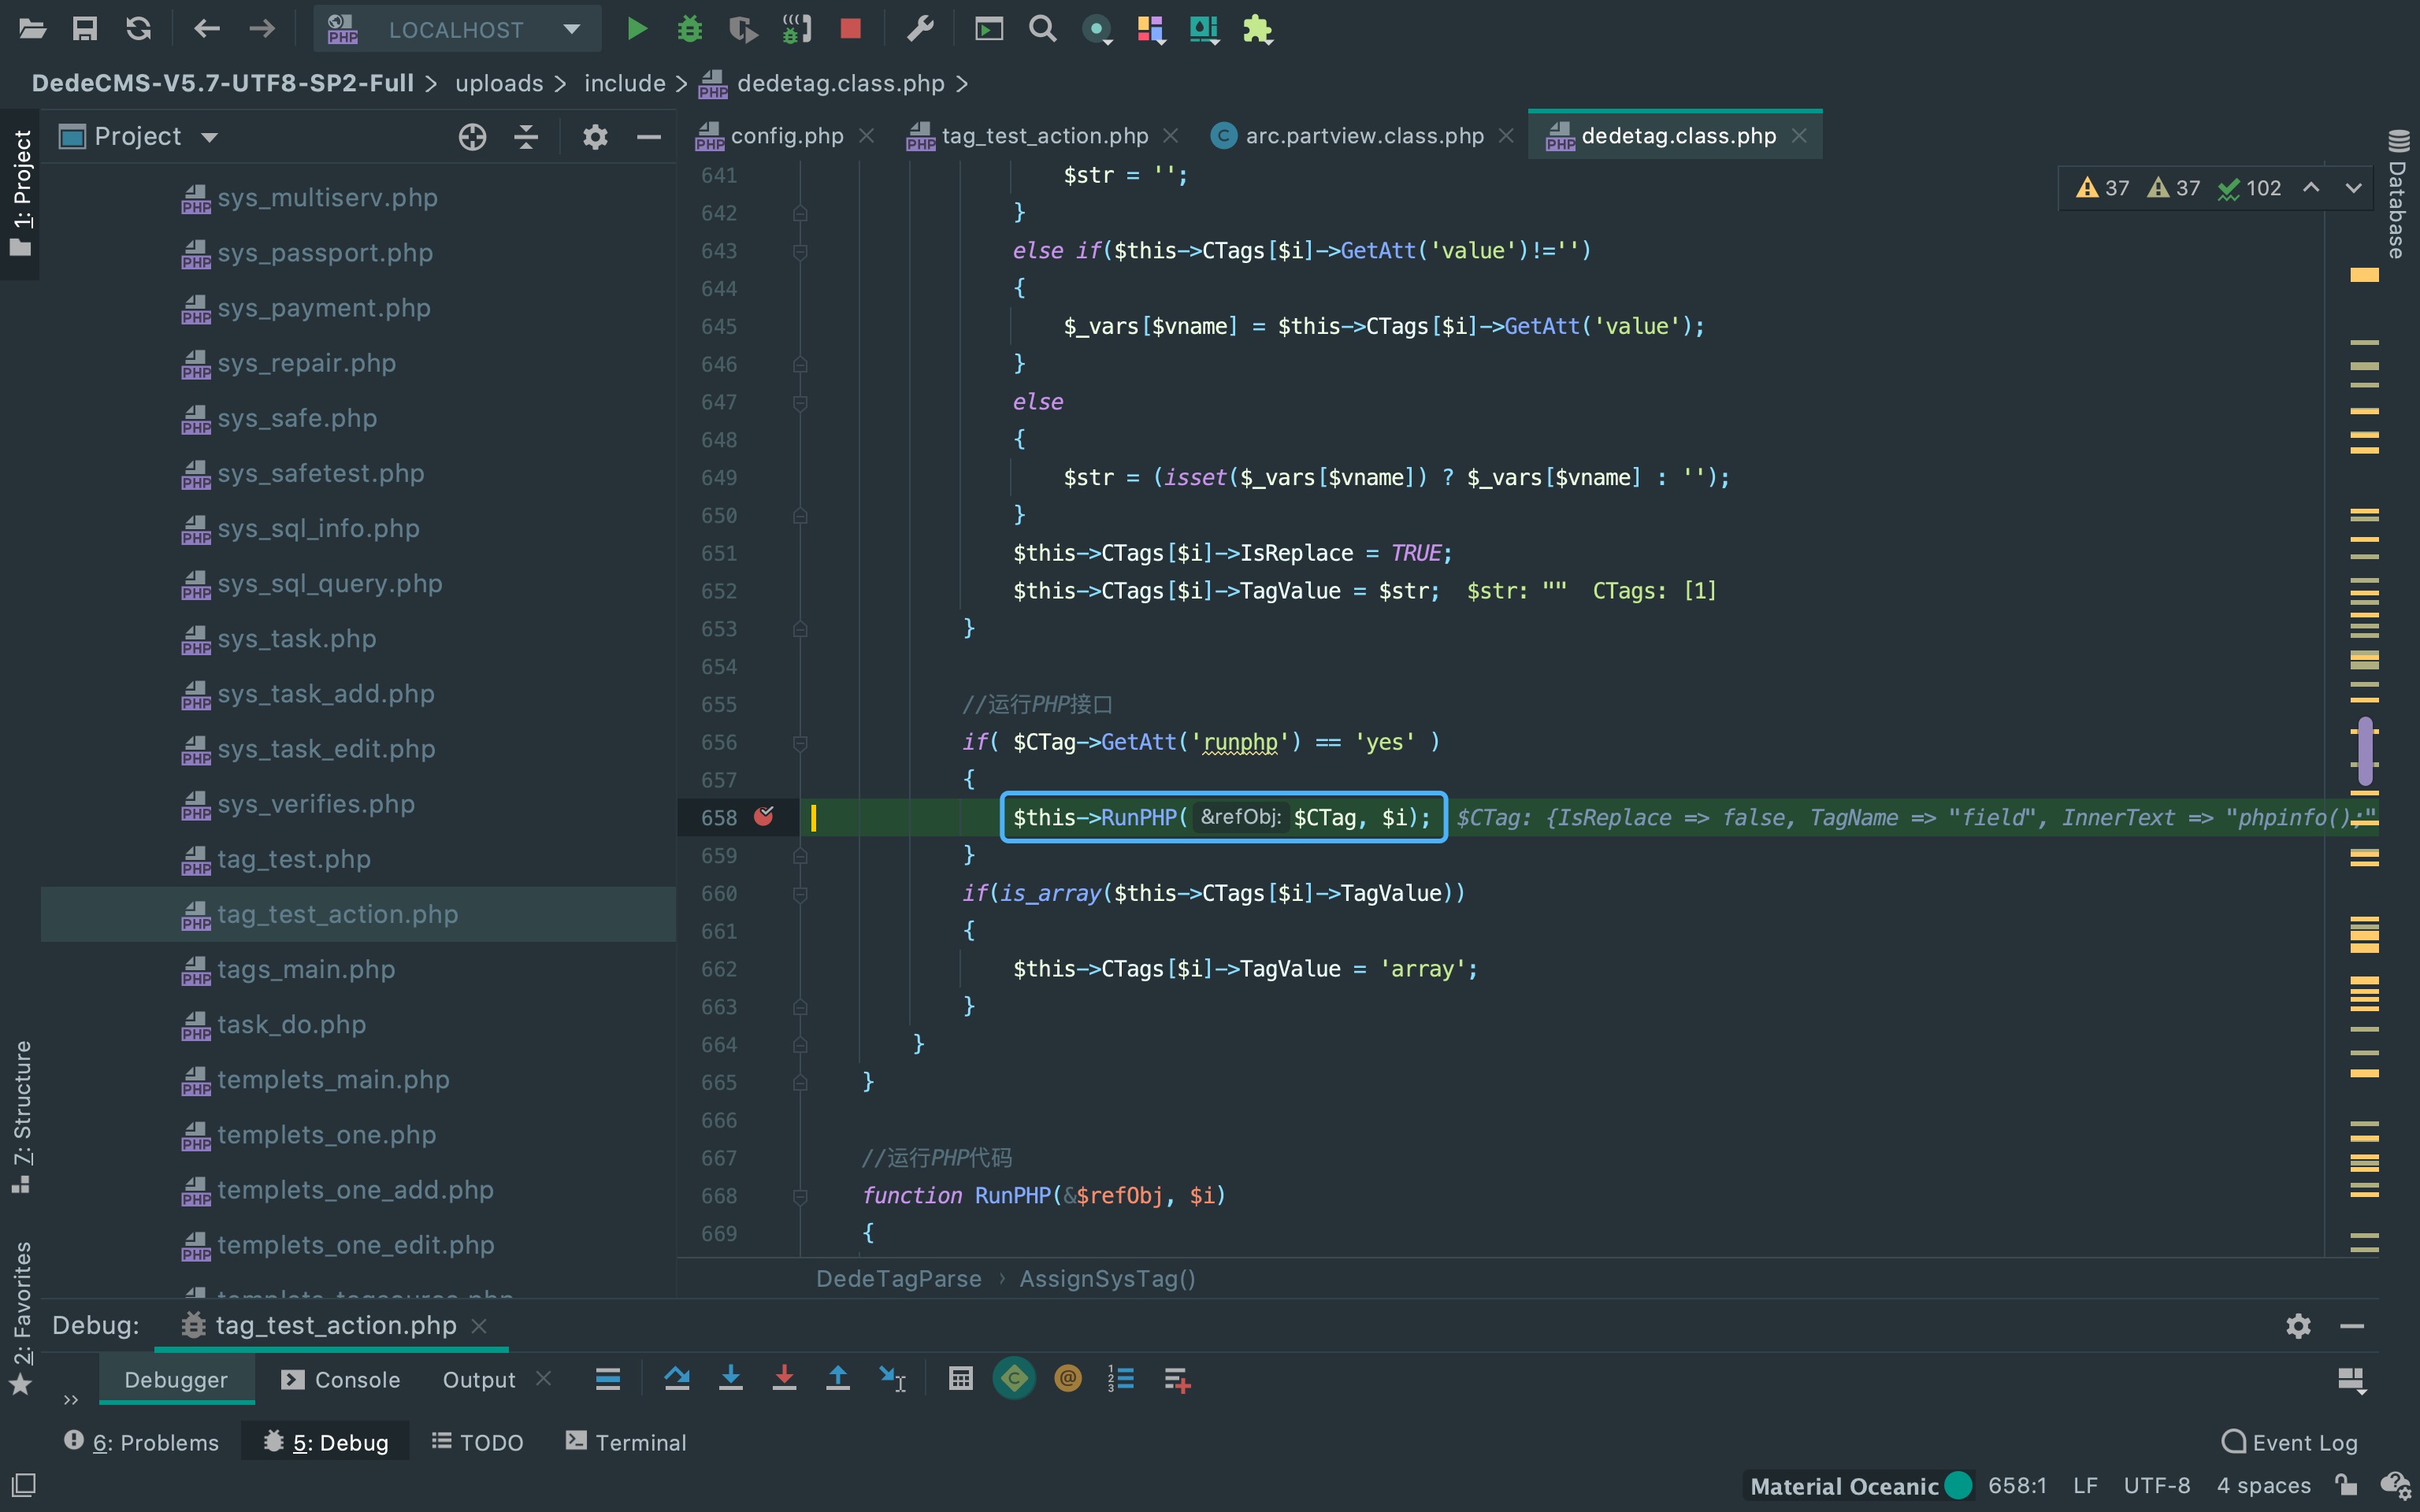 LOCALHOST
DedeCMS-V5.7-UTF8-SP2-Full > uploads > include > dedetag.class.php >
1: Project
Project
config.php
tag_test_action.php
arc.partview.class.php
dedetag.class.php
Database
37 37 102
sys_multiserv.php
sys_passport.php
sys_payment.php
sys_repair.php
sys_safe.php
sys_safetest.php
sys_sql_info.php
sys_sql_query.php
sys_task.php
sys_task_add.php
sys_task_edit.php
sys_verifies.php
tag_test.php
tag_test_action.php
tags_main.php
task_do.php
templets_main.php
templets_one.php
templets_one_add.php
templets_one_edit.php
templets_tagsource.php
641 $str = '';
642 }
643 else if($this->CTags[$i]->GetAtt('value')!='')
644 {
645 $_vars[$vname] = $this->CTags[$i]->GetAtt('value');
646 }
647 else
648 {
649 $str = (isset($_vars[$vname]) ? $_vars[$vname] : '');
650 }
651 $this->CTags[$i]->IsReplace = TRUE;
652 $this->CTags[$i]->TagValue = $str; $str: "" CTags: [1]
653 }
654
655 //运行PHP接口
656 if( $CTag->GetAtt('runphp') == 'yes' )
657 {
658 $this->RunPHP( &refObj: $CTag, $i); $CTag: {IsReplace => false, TagName => "field", InnerText => "phpinfo();"
659 }
660 if(is_array($this->CTags[$i]->TagValue))
661 {
662 $this->CTags[$i]->TagValue = 'array';
663 }
664 }
665 }
666
667 //运行PHP代码
668 function RunPHP(&$refObj, $i)
669 {
DedeTagParse › AssignSysTag()
7: Structure
2: Favorites
Debug: tag_test_action.php
Debugger
Console
Output
6: Problems
5: Debug
TODO
Terminal
Event Log
Material Oceanic 658:1 LF UTF-8 4 spaces